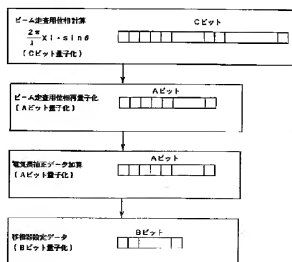 ビーム走査用位相計算
2π/λ Xi・sinθ
(Cビット量子化)
Cビット
ビーム走査用位相再量子化
(Aビット量子化)
Aビット
電気長補正データ加算
(Aビット量子化)
Aビット
移相器設定データ
(Bビット量子化)
Bビット